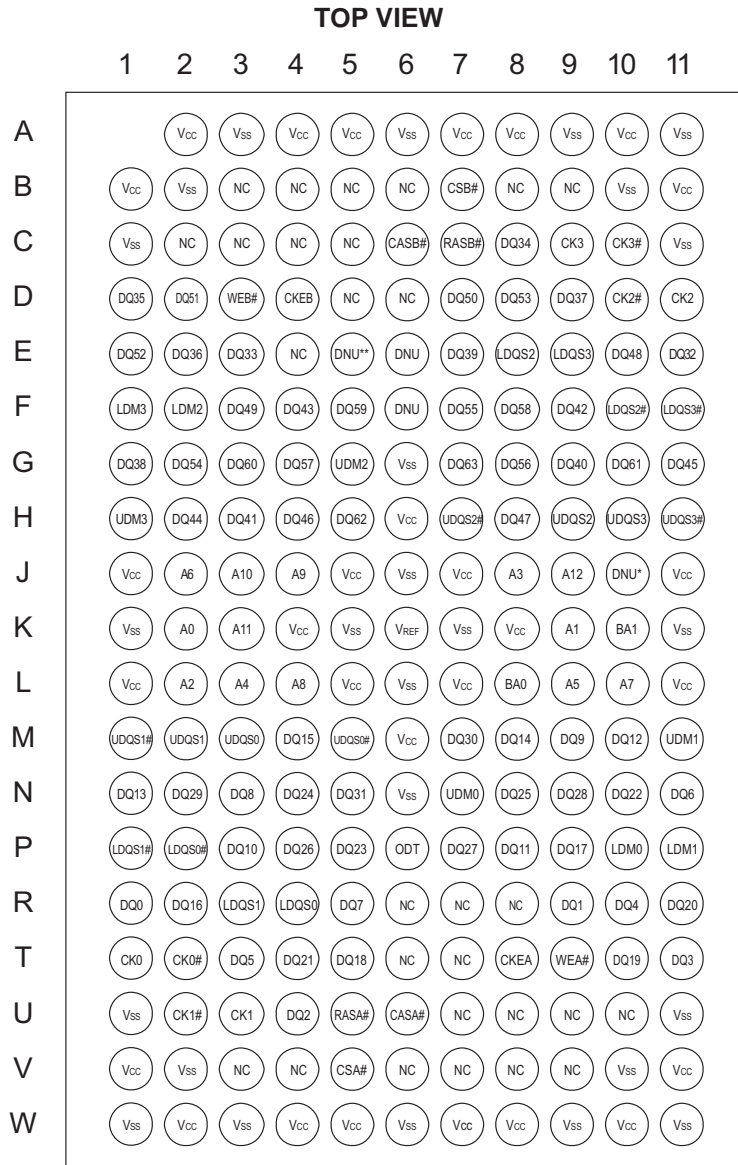 TOP VIEW
1 2 3 4 5 6 7 8 9 10 11
A Vcc Vss Vcc Vcc Vss Vcc Vcc Vss Vcc Vss
B Vcc Vss NC NC NC NC CSB# NC NC Vss Vcc
C Vss NC NC NC NC CASB# RASB# DQ34 CK3 CK3# Vss
D DQ35 DQ51 WEB# CKEB NC NC DQ50 DQ53 DQ37 CK2# CK2
E DQ52 DQ36 DQ33 NC DNU** DNU DQ39 LDQS2 LDQS3 DQ48 DQ32
F LDM3 LDM2 DQ49 DQ43 DQ59 DNU DQ55 DQ58 DQ42 LDQS2# LDQS3#
G DQ38 DQ54 DQ60 DQ57 UDM2 Vss DQ63 DQ56 DQ40 DQ61 DQ45
H UDM3 DQ44 DQ41 DQ46 DQ62 Vcc UDQS2# DQ47 UDQS2 UDQS3 UDQS3#
J Vcc A6 A10 A9 Vcc Vss Vcc A3 A12 DNU* Vcc
K Vss A0 A11 Vcc Vss VREF Vss Vcc A1 BA1 Vss
L Vcc A2 A4 A8 Vcc Vss Vcc BA0 A5 A7 Vcc
M UDQS1# UDQS1 UDQS0 DQ15 UDQS0# Vcc DQ30 DQ14 DQ9 DQ12 UDM1
N DQ13 DQ29 DQ8 DQ24 DQ31 Vss UDM0 DQ25 DQ28 DQ22 DQ6
P LDQS1# LDQS0# DQ10 DQ26 DQ23 ODT DQ27 DQ11 DQ17 LDM0 LDM1
R DQ0 DQ16 LDQS1 LDQS0 DQ7 NC NC NC DQ1 DQ4 DQ20
T CK0 CK0# DQ5 DQ21 DQ18 NC NC CKEA WEA# DQ19 DQ3
U Vss CK1# CK1 DQ2 RASA# CASA# NC NC NC NC Vss
V Vcc Vss NC NC CSA# NC NC NC NC Vss Vcc
W Vss Vcc Vss Vcc Vcc Vss Vcc Vcc Vss Vcc Vss